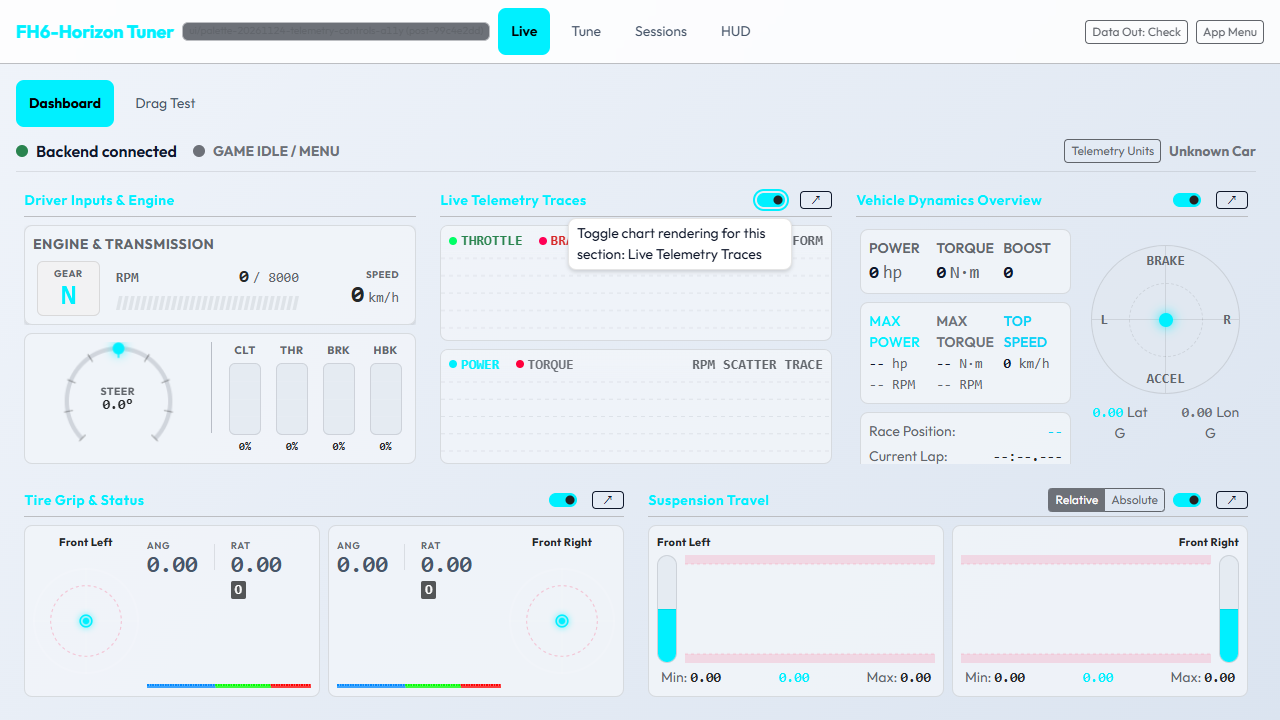 FH6-Horizon Tuner
Live
Tune
Sessions
HUD
Data Out: Check
App Menu
Dashboard
Drag Test
Backend connected
GAME IDLE / MENU
Telemetry Units
Unknown Car
Driver Inputs & Engine
ENGINE & TRANSMISSION
GEAR
N
RPM
0 / 8000
SPEED
0 km/h
STEER
0.0°
CLT
THR
BRK
HBK
0%
0%
0%
0%
Live Telemetry Traces
↗
Toggle chart rendering for this
section: Live Telemetry Traces
THROTTLE
FORM
POWER
TORQUE
RPM SCATTER TRACE
Vehicle Dynamics Overview
↗
POWER
TORQUE
BOOST
0 hp
0 N·m
0
MAX
POWER
-- hp
-- RPM
MAX
TORQUE
-- N·m
-- RPM
TOP
SPEED
0 km/h
Race Position:
--
Current Lap:
--:--.---
BRAKE
L
R
ACCEL
0.00 Lat
G
0.00 Lon
G
Tire Grip & Status
↗
Front Left
ANG
0.00
RAT
0.00
0
ANG
0.00
RAT
0.00
0
Front Right
Suspension Travel
Relative
Absolute
↗
Front Left
Min: 0.00
0.00
Max: 0.00
Front Right
Min: 0.00
0.00
Max: 0.00